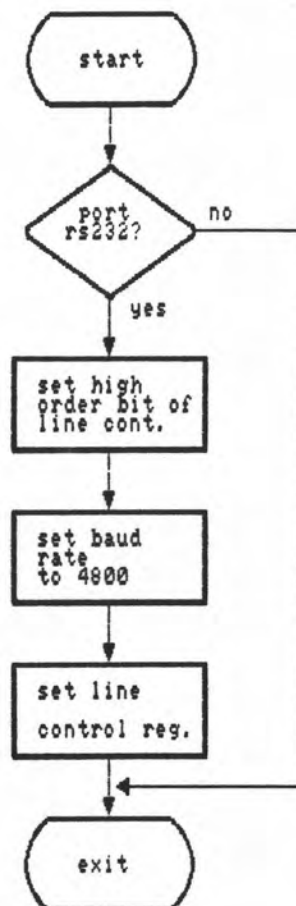 start
port
rs232?
no
yes
set high
order bit of
line cont.
set baud
rate
to 4800
set line
control reg.
exit